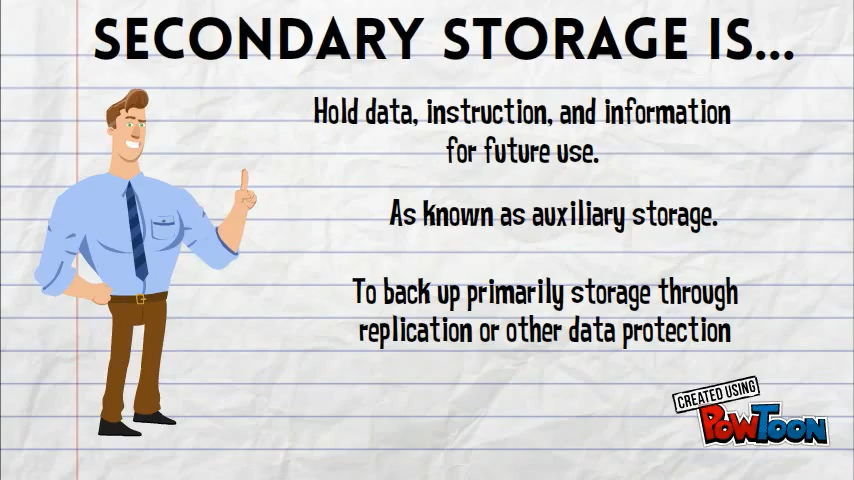 SECONDARY STORAGE IS...
Hold data, instruction, and information
for future use.
As known as auxiliary storage.
To back up primarily storage through
replication or other data protection
CREATED USING
POWTOON